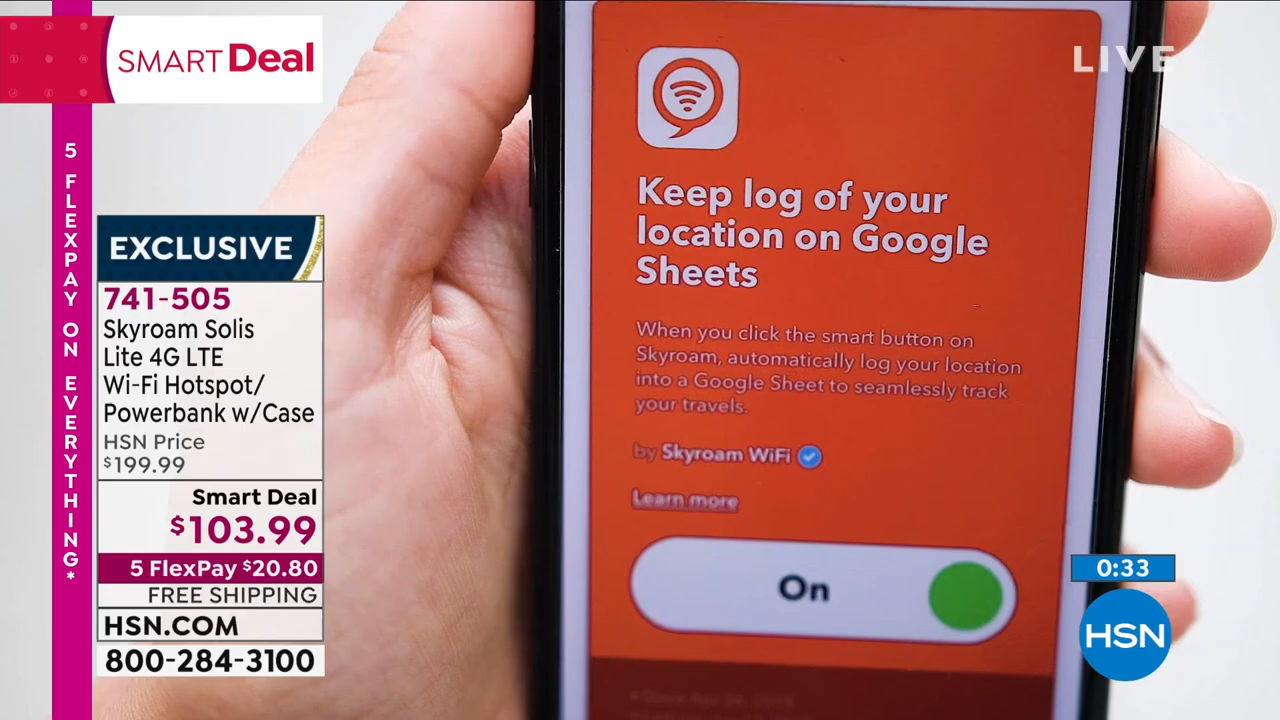 SMART Deal
LIVE
5 FLEXPAY ON EVERYTHING*
EXCLUSIVE
741-505
Skyroam Solis
Lite 4G LTE
Wi-Fi Hotspot/
Powerbank w/Case
HSN Price
$199.99
Smart Deal
$103.99
5 FlexPay $20.80
FREE SHIPPING
HSN.COM
800-284-3100
Keep log of your
location on Google
Sheets
When you click the smart button on
Skyroam, automatically log your location
into a Google Sheet to seamlessly track
your travels.
by Skyroam WiFi
Learn more
On
0:33
HSN